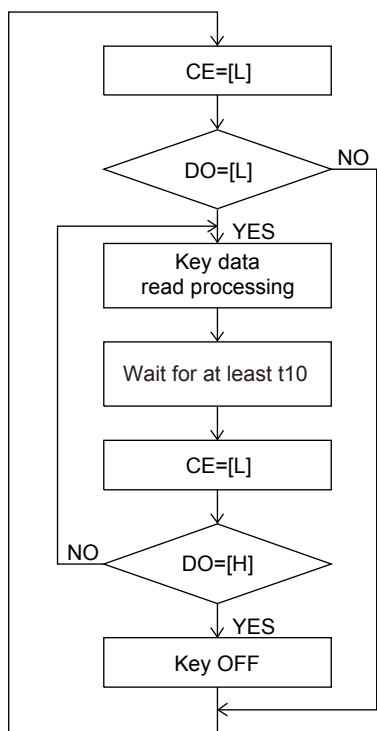 CE=[L]
DO=[L]
NO
YES
Key data
read processing
Wait for at least t10
CE=[L]
DO=[H]
NO
YES
Key OFF